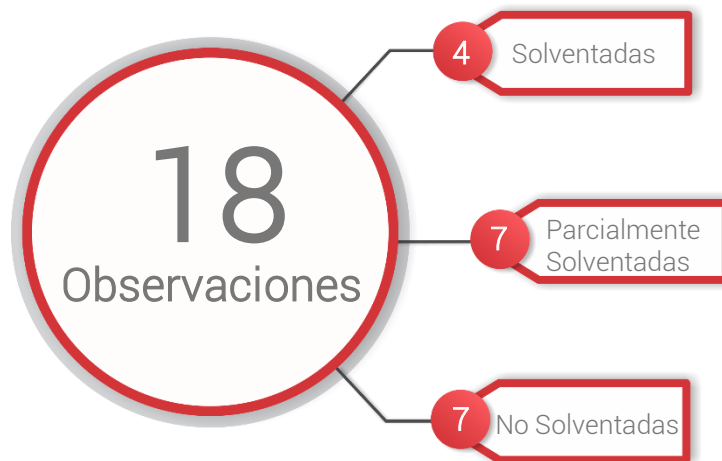 18
Observaciones
4
Solventadas
7
Parcialmente
Solventadas
7
No Solventadas